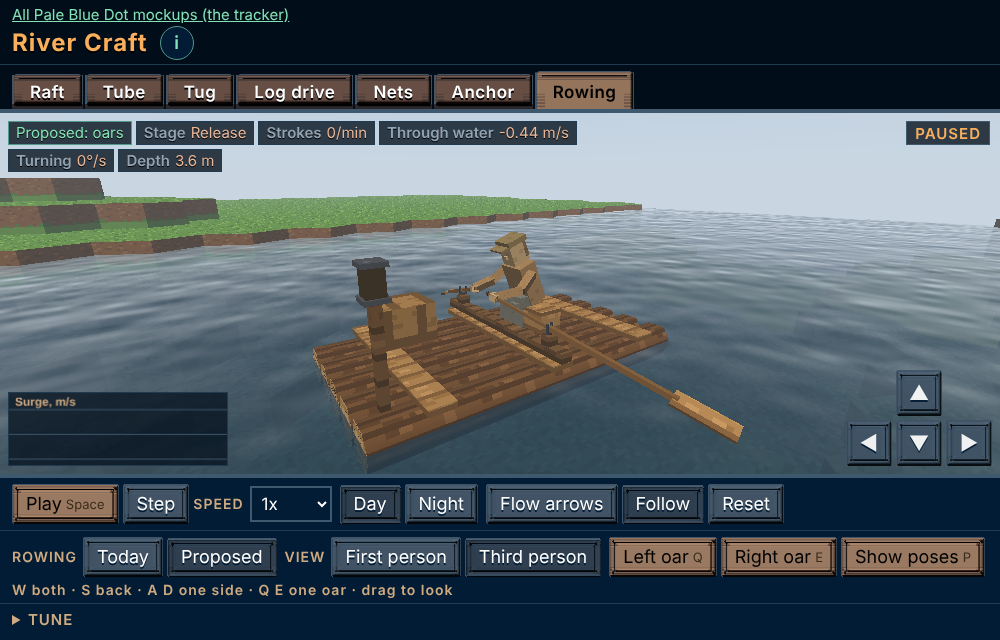 All Pale Blue Dot mockups (the tracker)
River Craft i
Raft Tube Tug Log drive Nets Anchor Rowing
Proposed: oars Stage Release Strokes 0/min Through water -0.44 m/s PAUSED
Turning 0°/s Depth 3.6 m
Surge, m/s
Play Space Step SPEED 1x Day Night Flow arrows Follow Reset
ROWING Today Proposed VIEW First person Third person Left oar Q Right oar E Show poses P
W both · S back · A D one side · Q E one oar · drag to look
TUNE